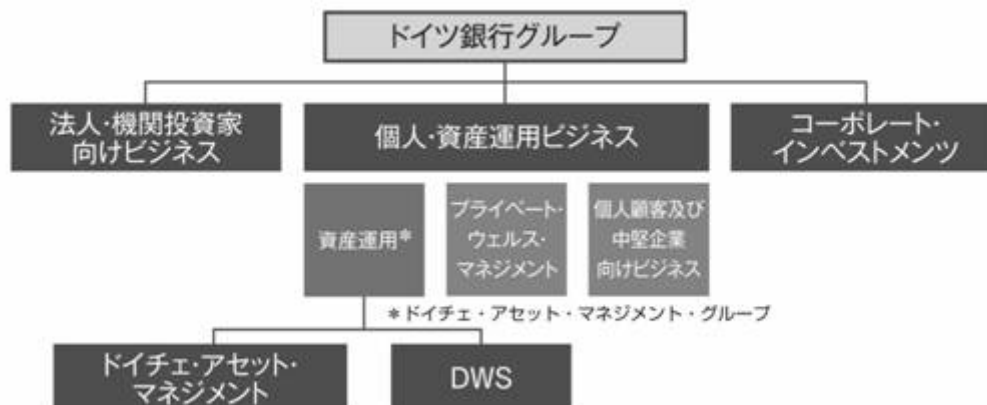 ドイツ銀行グループ
法人・機関投資家
向けビジネス
個人・資産運用ビジネス
コーポレート・
インベストメンツ
資産運用*
プライベート・
ウェルス・
マネジメント
個人顧客及び
中堅企業
向けビジネス
*ドイチェ・アセット・マネジメント・グループ
ドイチェ・アセット・
マネジメント
DWS